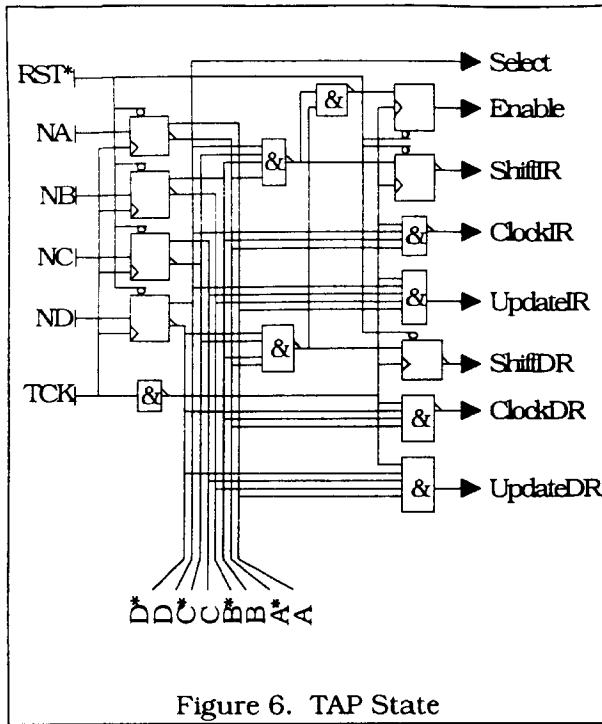 RST*
NA
NB
NC
ND
TCK
&
&
&
&
&
&
&
&
Select
Enable
ShiftIR
ClockIR
UpdateIR
ShiftDR
ClockDR
UpdateDR
D*
D
C*
C
B*
B
A*
A
Figure 6. TAP State